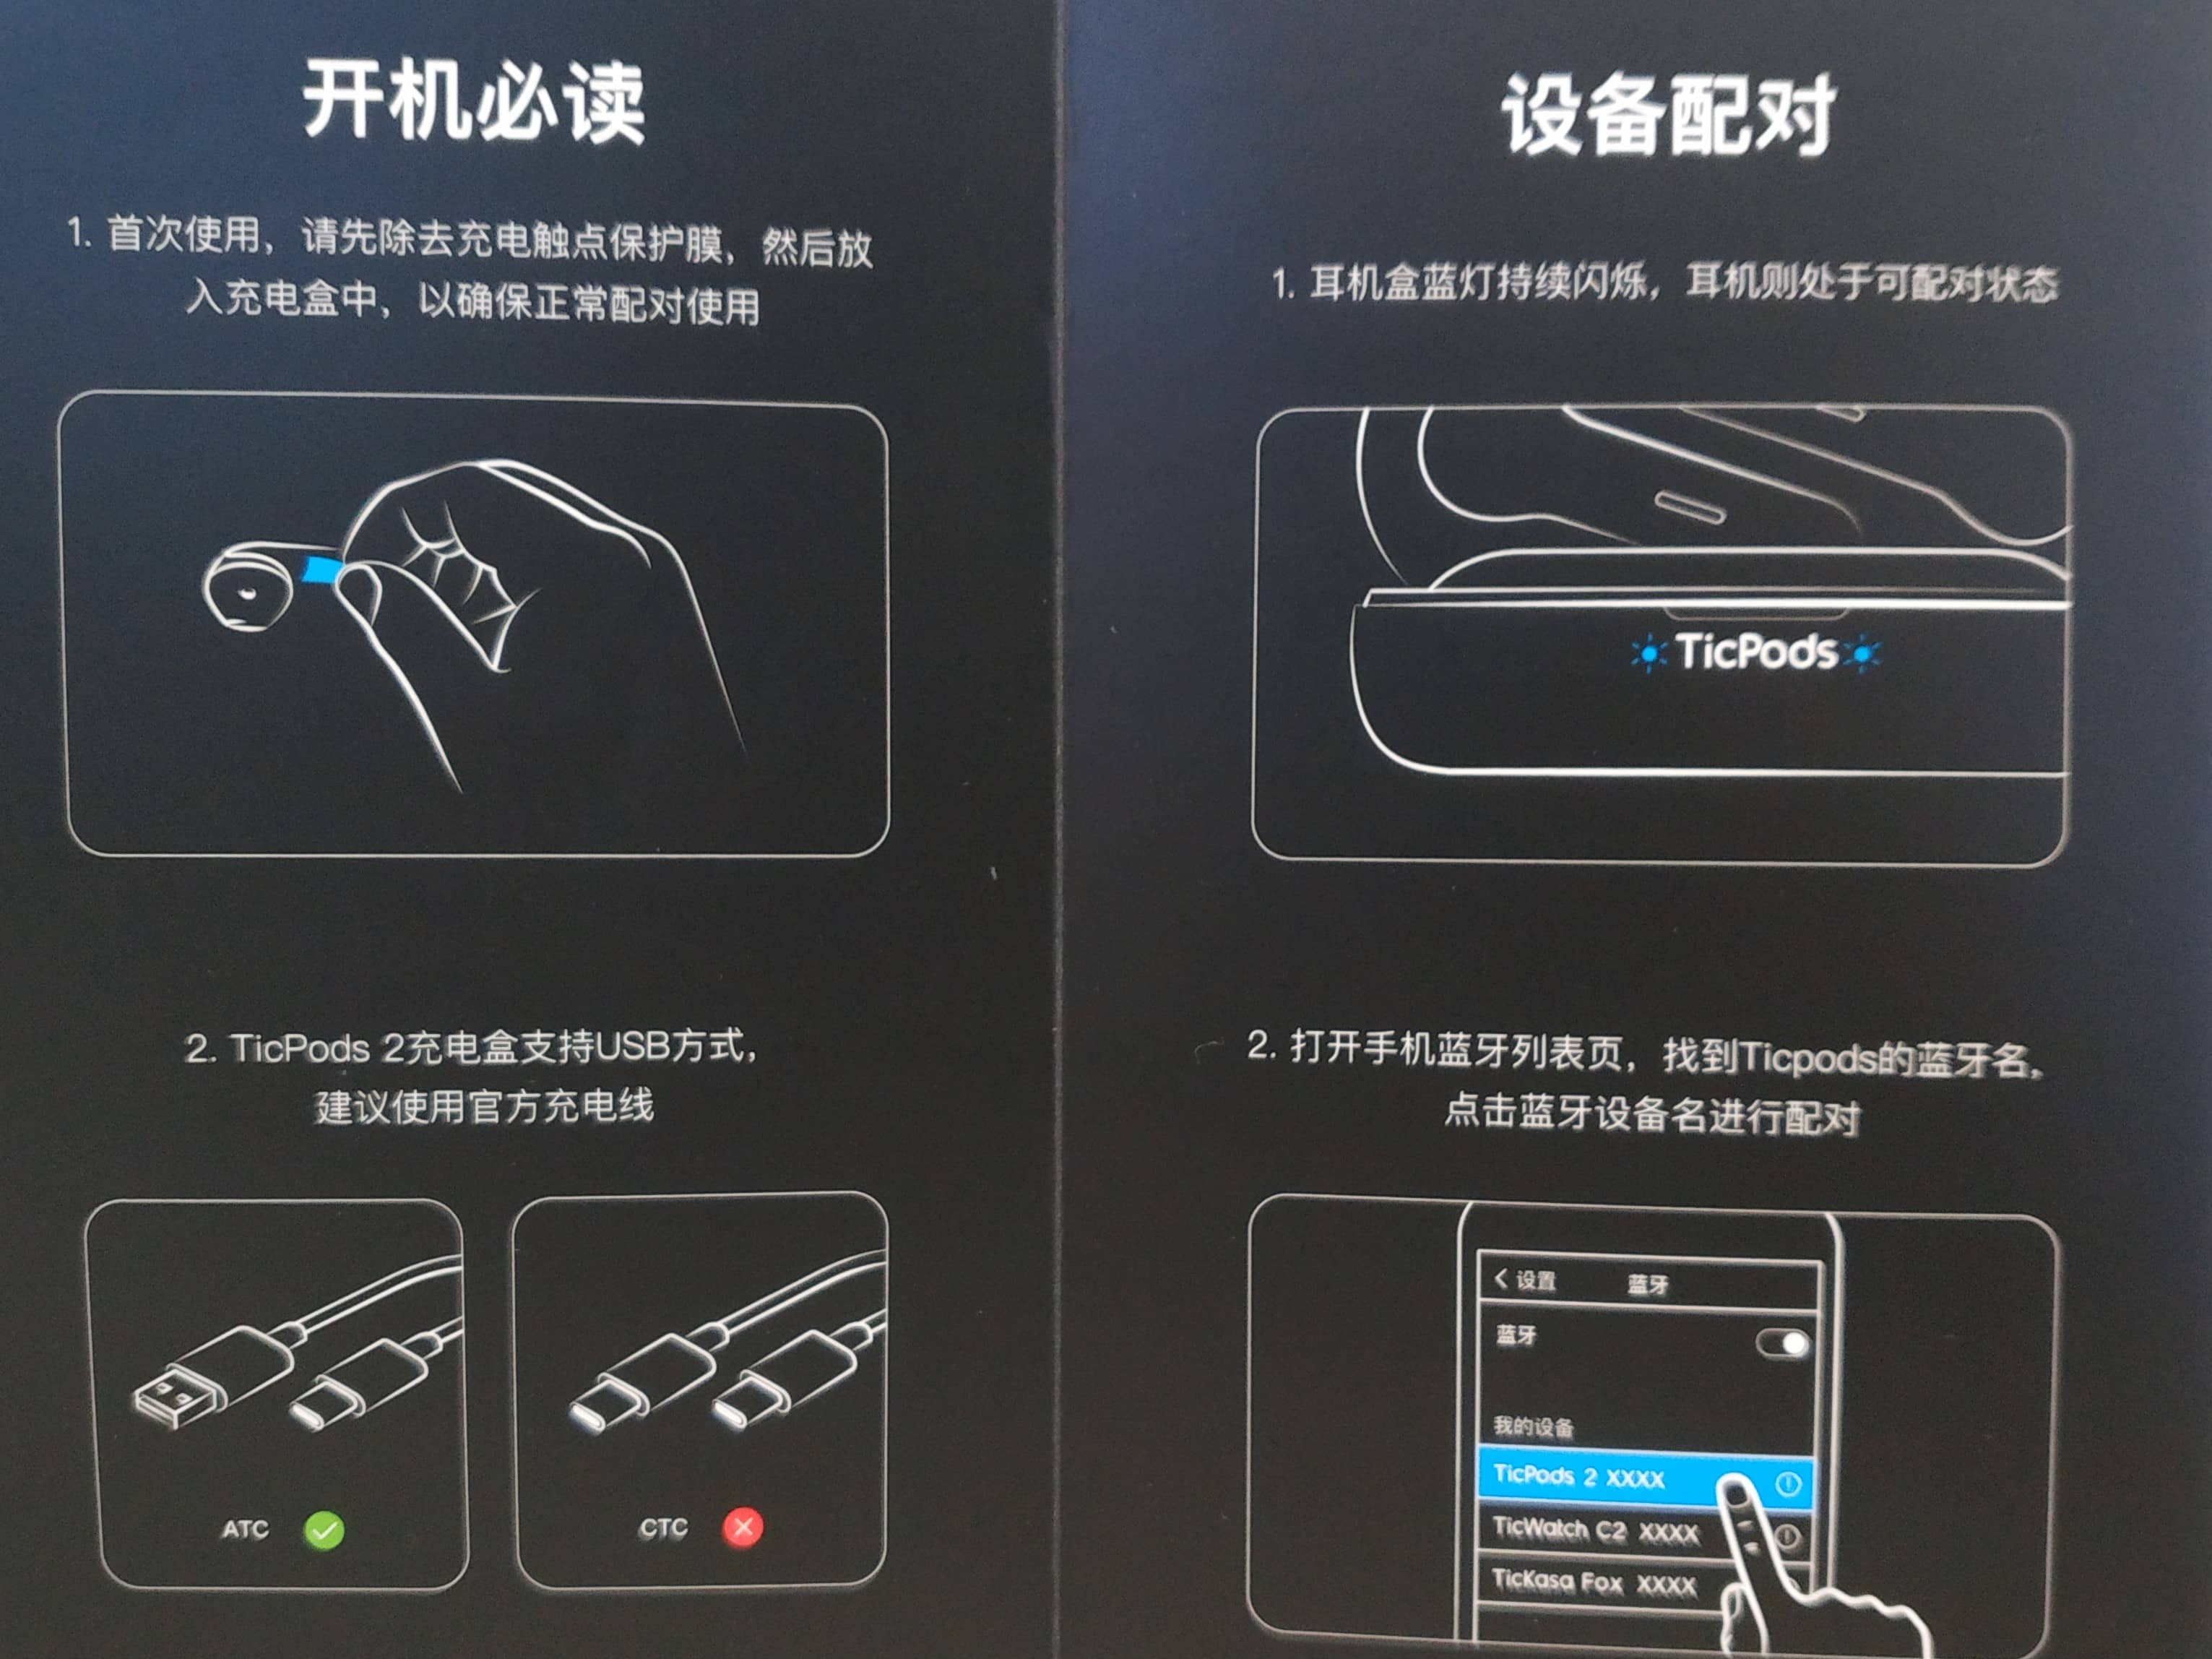 开机必读
1. 首次使用，请先除去充电触点保护膜，然后放
入充电盒中，以确保正常配对使用
2. TicPods 2充电盒支持USB方式，
建议使用官方充电线
ATC
CTC
设备配对
1. 耳机盒蓝灯持续闪烁，耳机则处于可配对状态
TicPods
2. 打开手机蓝牙列表页，找到Ticpods的蓝牙名，
点击蓝牙设备名进行配对
设置 蓝牙
蓝牙
我的设备
TicPods 2 XXXX
TicWatch C2 XXXX
TicKasa Fox XXXX